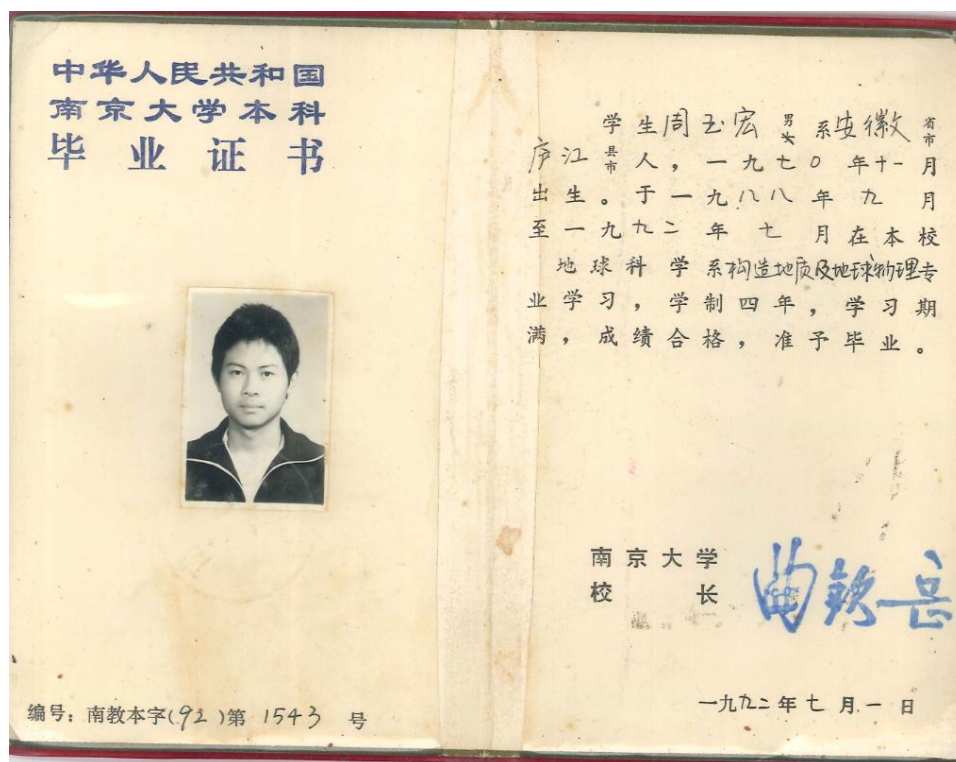 中华人民共和国
南京大学本科
毕业证书
编号：南教本字(92)第 1543 号
学生周玉宏 男女 系安徽省市
庐江县市人，一九七〇年十一月
出生。于一九八八年九月
至一九九二年七月在本校
地球科学系构造地质及地球物理专
业学习，学制四年，学习期
满，成绩合格，准予毕业。
南京大学
校长
曲钦岳
一九九二年七月一日